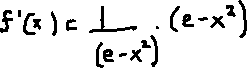 f'(x) = 1/(e-x²) · (e-x²)